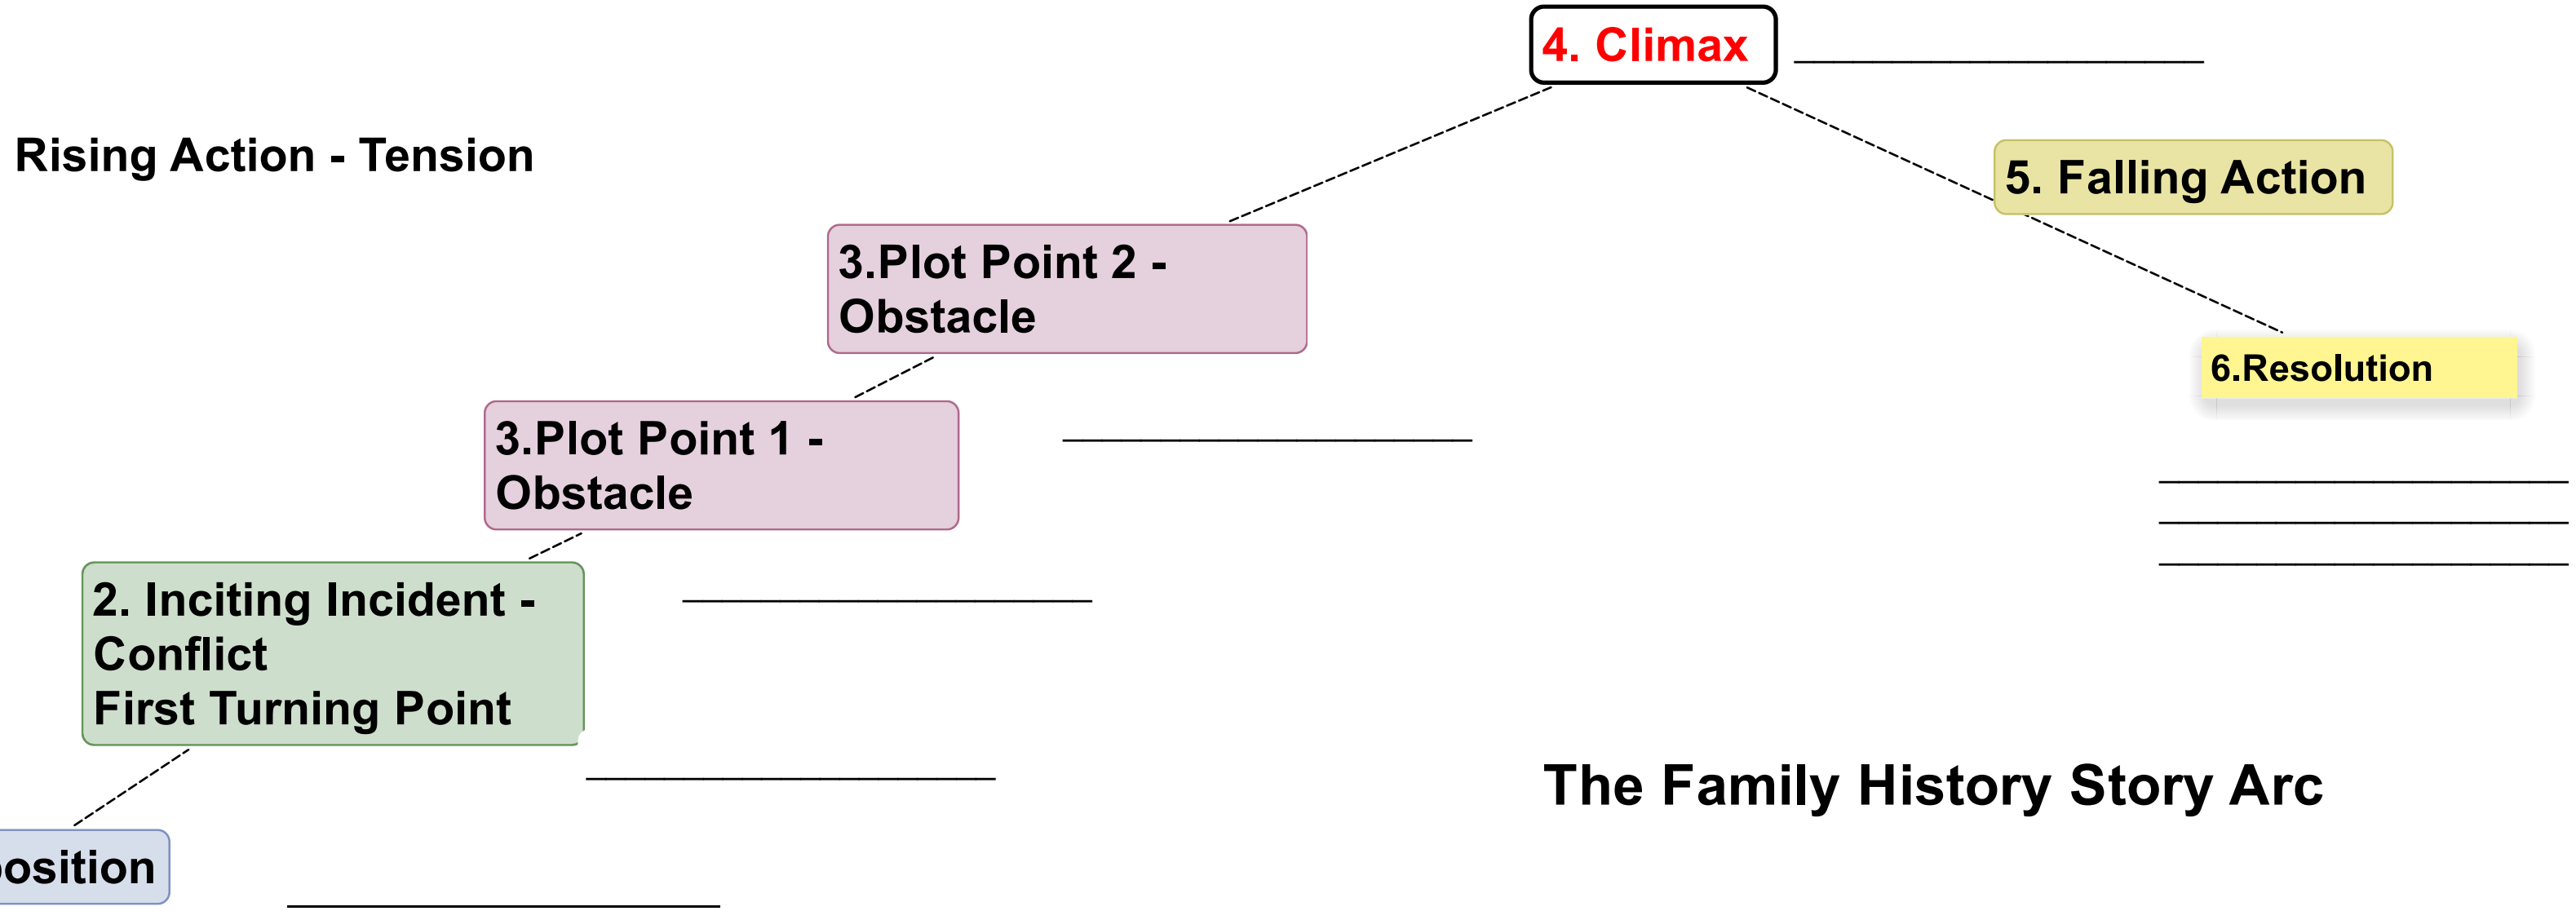 4. Climax
Rising Action - Tension
5. Falling Action
3.Plot Point 2 -
Obstacle
6.Resolution
3.Plot Point 1 -
Obstacle
2. Inciting Incident -
Conflict
First Turning Point
The Family History Story Arc
position